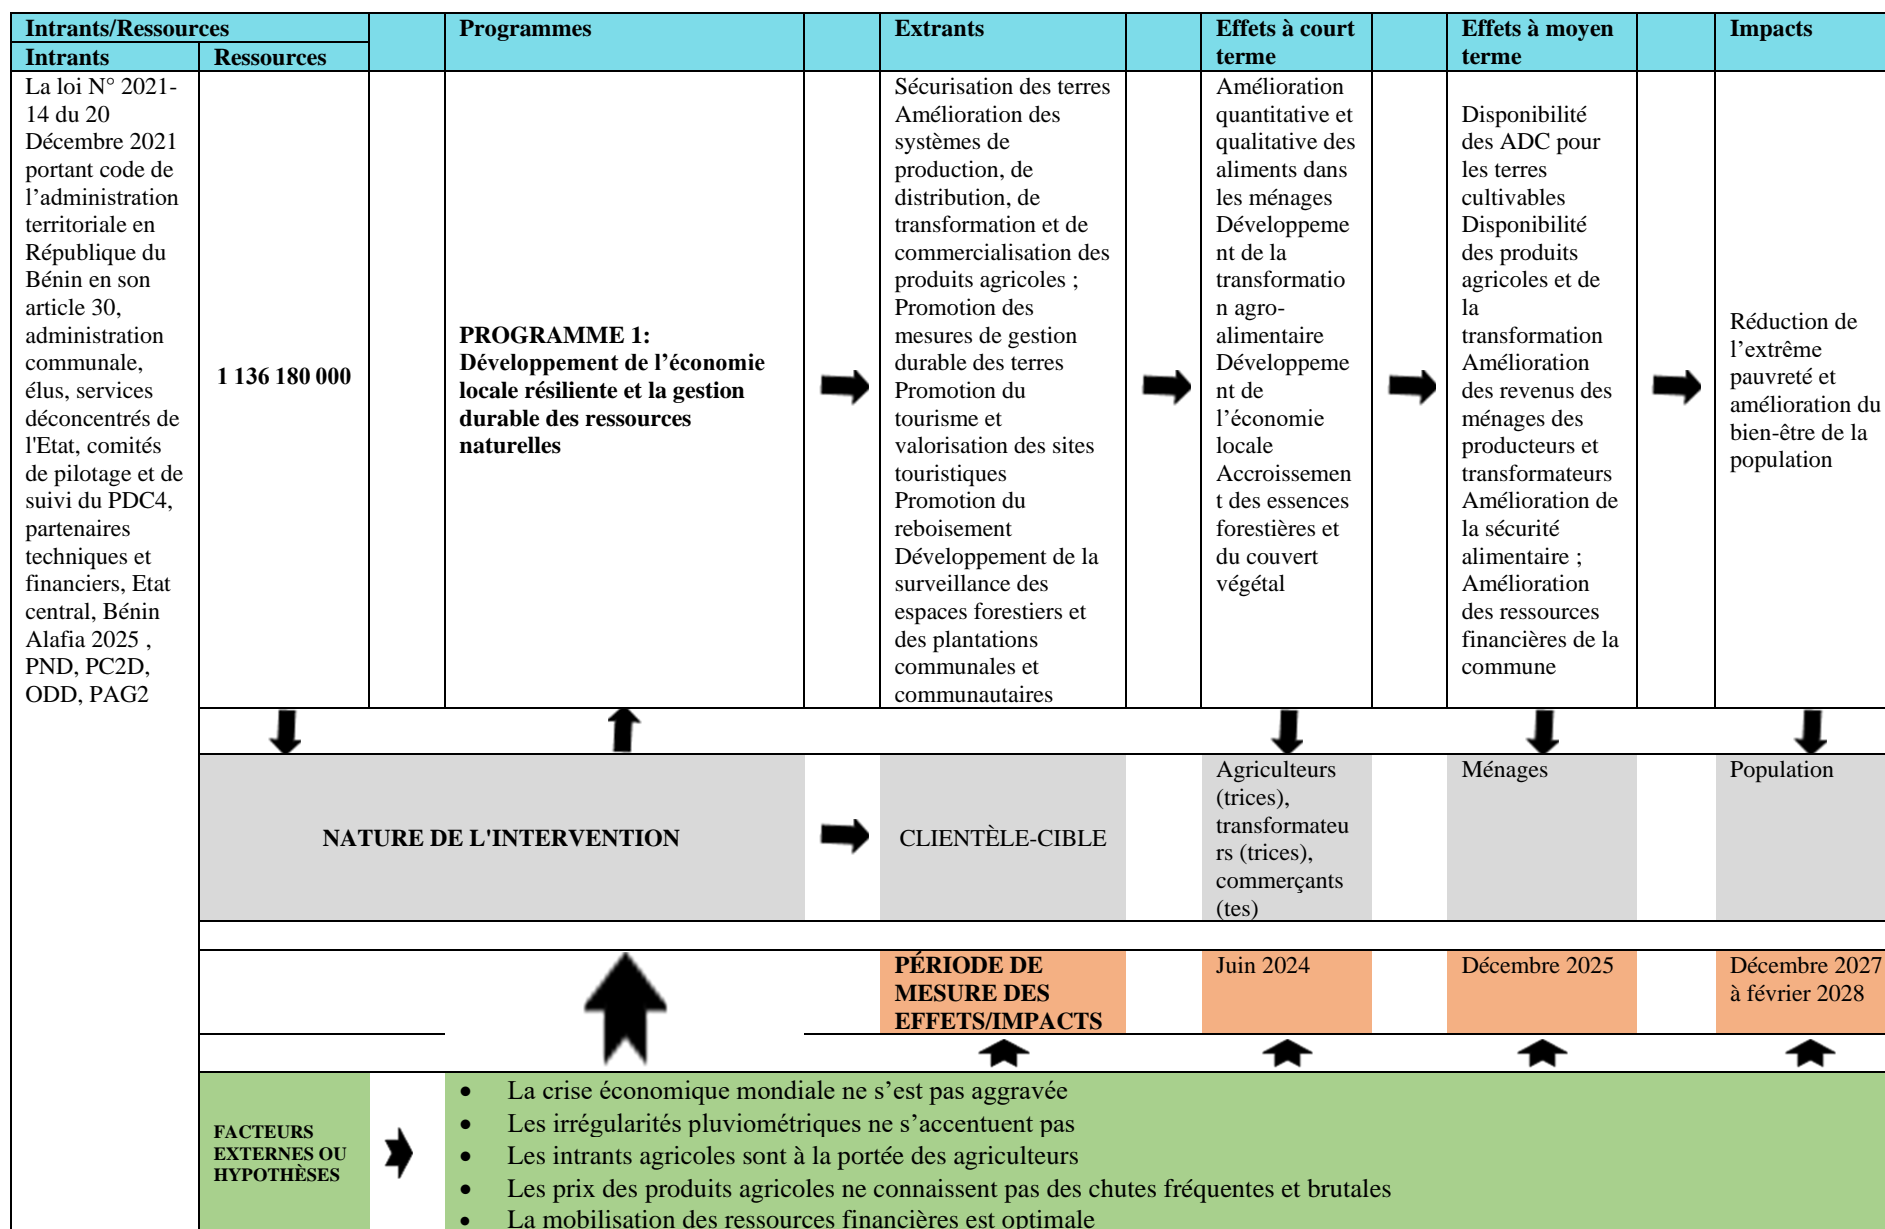 Intrants/Ressources
Programmes
Extrants
Effets à court
terme
Effets à moyen
terme
Impacts
Intrants
Ressources
La loi N° 2021-
14 du 20
Décembre 2021
portant code de
l’administration
territoriale en
République du
Bénin en son
article 30,
administration
communale,
élus, services
déconcentrés de
l'Etat, comités
de pilotage et de
suivi du PDC4,
partenaires
techniques et
financiers, Etat
central, Bénin
Alafia 2025 ,
PND, PC2D,
ODD, PAG2
1 136 180 000
PROGRAMME 1:
Développement de l’économie
locale résiliente et la gestion
durable des ressources
naturelles
Sécurisation des terres
Amélioration des
systèmes de
production, de
distribution, de
transformation et de
commercialisation des
produits agricoles ;
Promotion des
mesures de gestion
durable des terres
Promotion du
tourisme et
valorisation des sites
touristiques
Promotion du
reboisement
Développement de la
surveillance des
espaces forestiers et
des plantations
communales et
communautaires
Amélioration
quantitative et
qualitative des
aliments dans
les ménages
Développeme
nt de la
transformatio
n agro-
alimentaire
Développeme
nt de
l’économie
locale
Accroissemen
t des essences
forestières et
du couvert
végétal
Disponibilité
des ADC pour
les terres
cultivables
Disponibilité
des produits
agricoles et de
la
transformation
Amélioration
des revenus des
ménages des
producteurs et
transformateurs
Amélioration de
la sécurité
alimentaire ;
Amélioration
des ressources
financières de la
commune
Réduction de
l’extrême
pauvreté et
amélioration du
bien-être de la
population
NATURE DE L'INTERVENTION
CLIENTÈLE-CIBLE
Agriculteurs
(trices),
transformateu
rs (trices),
commerçants
(tes)
Ménages
Population
PÉRIODE DE
MESURE DES
EFFETS/IMPACTS
Juin 2024
Décembre 2025
Décembre 2027
à février 2028
FACTEURS
EXTERNES OU
HYPOTHÈSES
• La crise économique mondiale ne s’est pas aggravée
• Les irrégularités pluviométriques ne s’accentuent pas
• Les intrants agricoles sont à la portée des agriculteurs
• Les prix des produits agricoles ne connaissent pas des chutes fréquentes et brutales
• La mobilisation des ressources financières est optimale